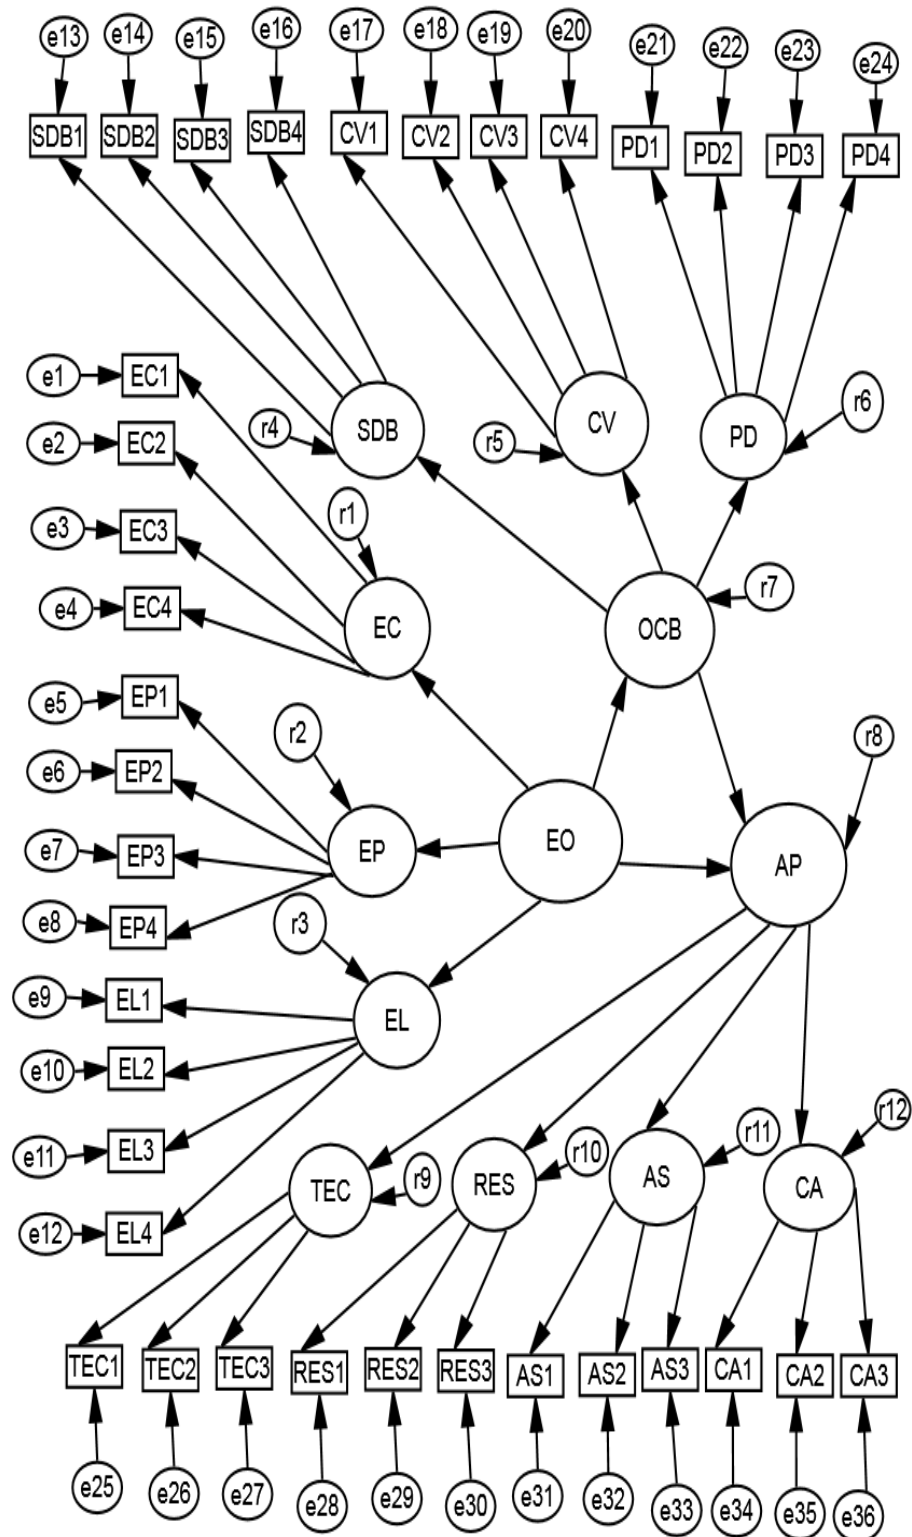 e13 e14 e15 e16 e17 e18 e19 e20 e21 e22 e23 e24
SDB1 SDB2 SDB3 SDB4 CV1 CV2 CV3 CV4 PD1 PD2 PD3 PD4
e1 EC1
r4 SDB r5 CV PD r6
e2 EC2
e3 EC3 r1
e4 EC4 EC OCB r7
e5 EP1
r2 r8
e6 EP2
e7 EP3 EP EO AP
e8 EP4 r3
e9 EL1
EL
e10 EL2
e11 EL3
r9 r10 r11 r12
TEC RES AS CA
e12 EL4
TEC1 TEC2 TEC3 RES1 RES2 RES3 AS1 AS2 AS3 CA1 CA2 CA3
e25 e26 e27 e28 e29 e30 e31 e32 e33 e34 e35 e36